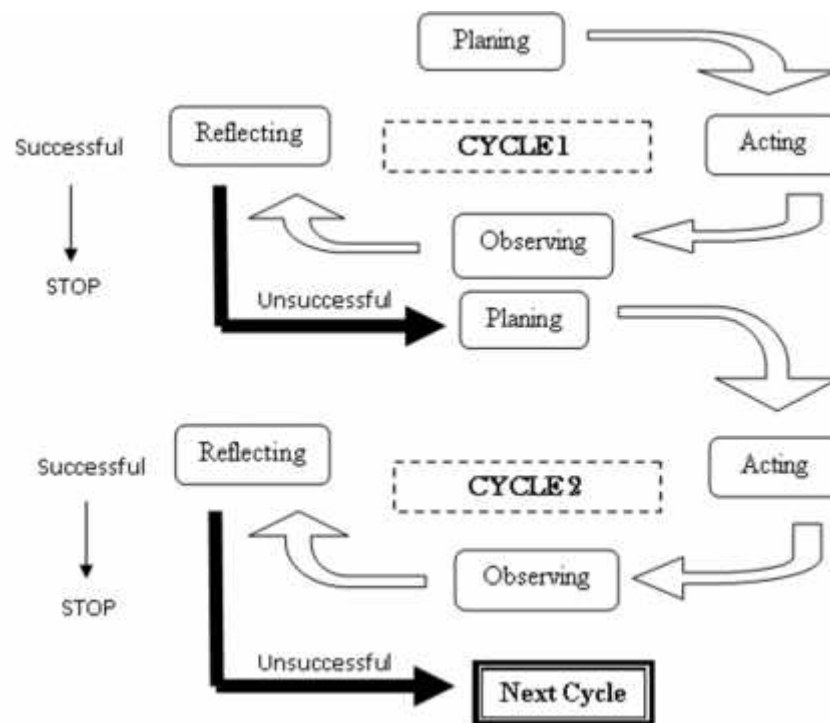 Planing
Reflecting
CYCLE 1
Acting
Successful
Observing
STOP
Unsuccessful
Planing
Reflecting
CYCLE 2
Acting
Successful
Observing
STOP
Unsuccessful
Next Cycle